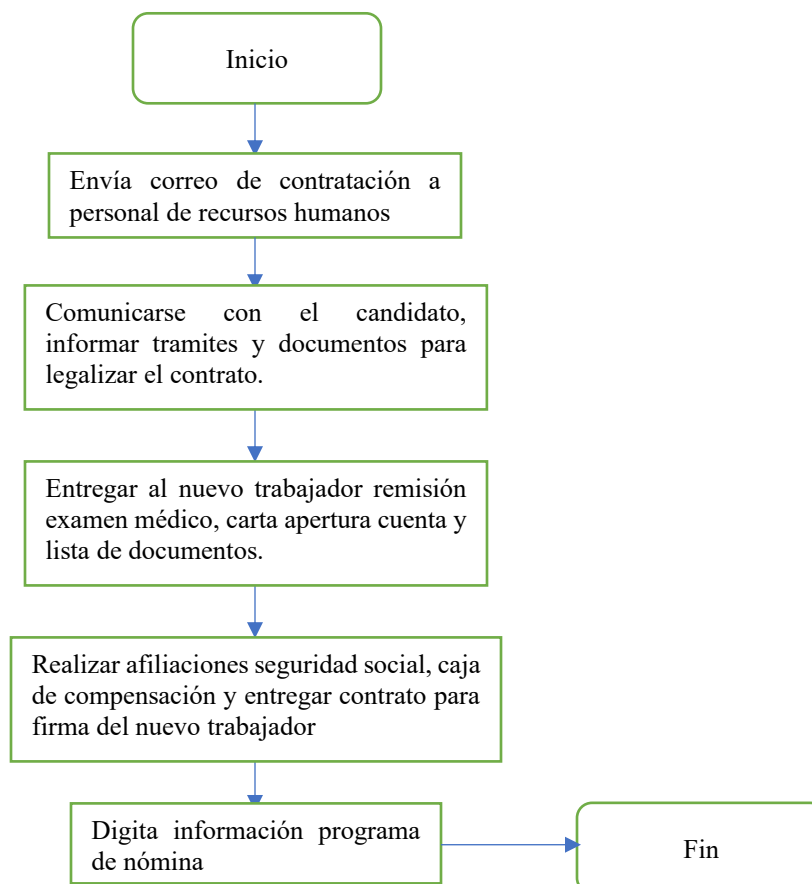 Inicio
Envía correo de contratación a
personal de recursos humanos
Comunicarse con el candidato,
informar tramites y documentos para
legalizar el contrato.
Entregar al nuevo trabajador remisión
examen médico, carta apertura cuenta y
lista de documentos.
Realizar afiliaciones seguridad social, caja
de compensación y entregar contrato para
firma del nuevo trabajador
Digita información programa
de nómina
Fin